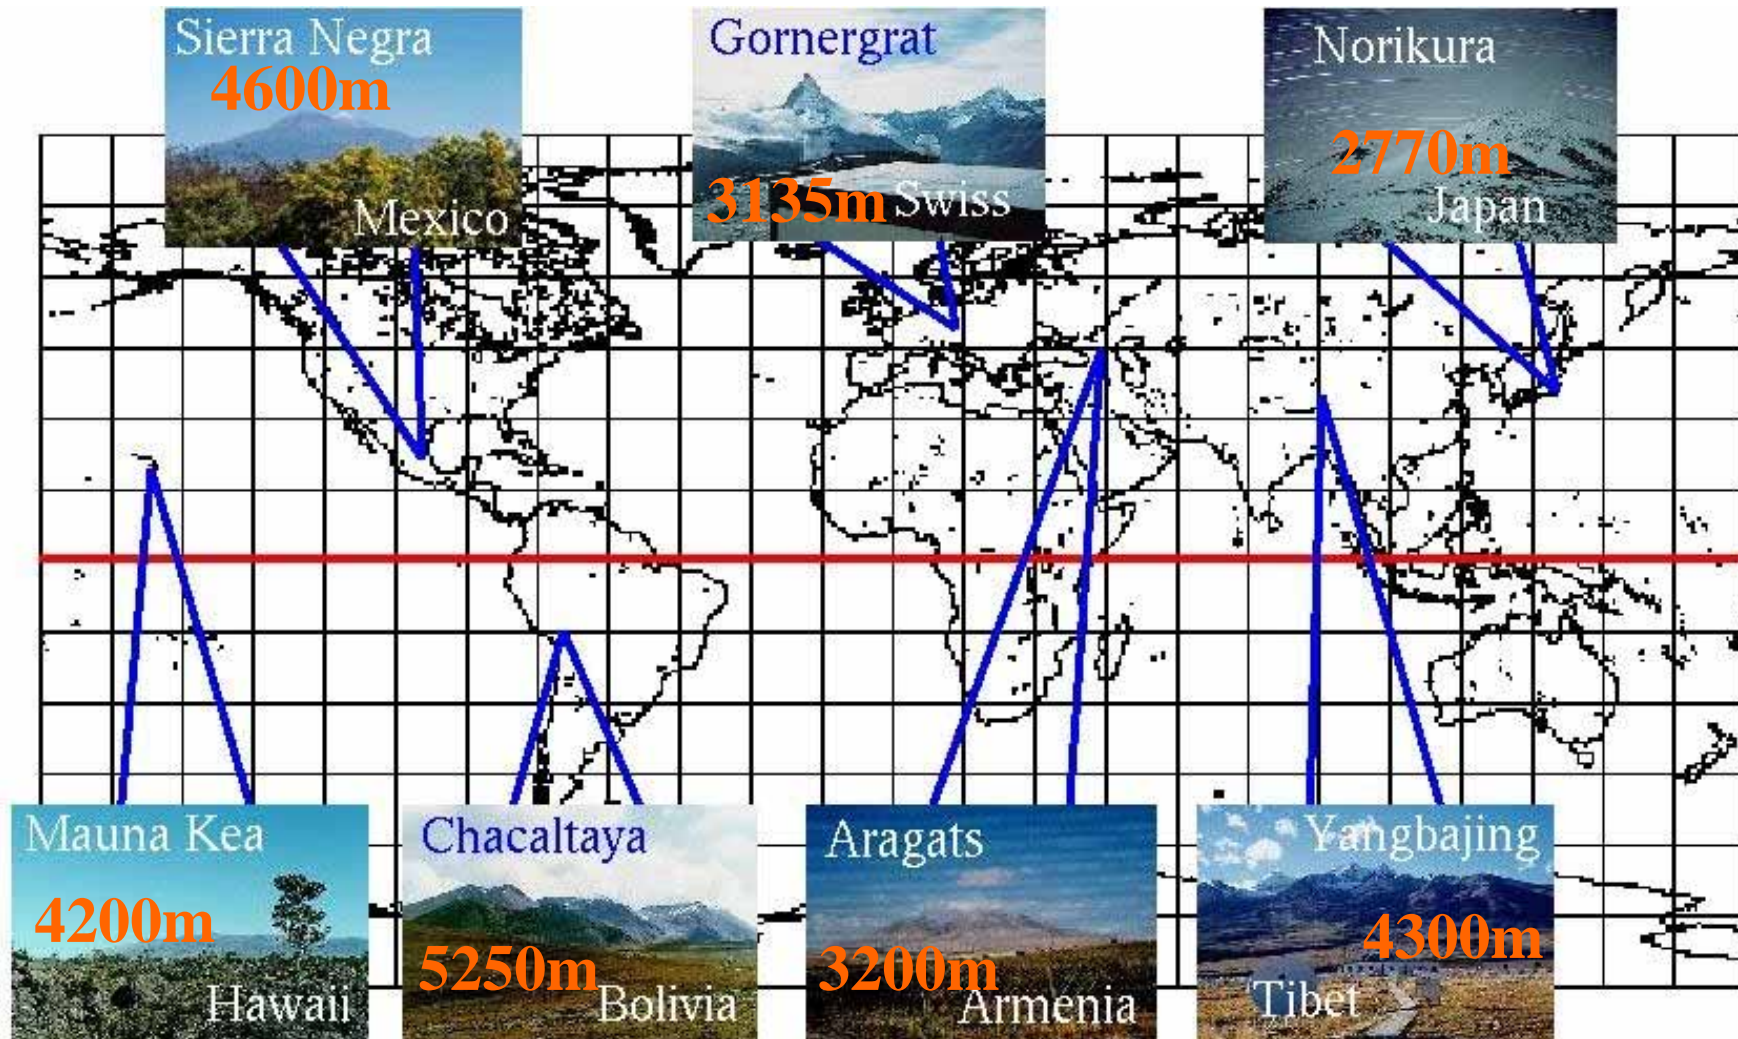 Sierra Negra
4600m
Mexico
Gornergrat
3135m Swiss
Norikura
2770m
Japan
Mauna Kea
4200m
Hawaii
Chacaltaya
5250m
Bolivia
Aragats
3200m
Armenia
Yangbajing
4300m
Tibet